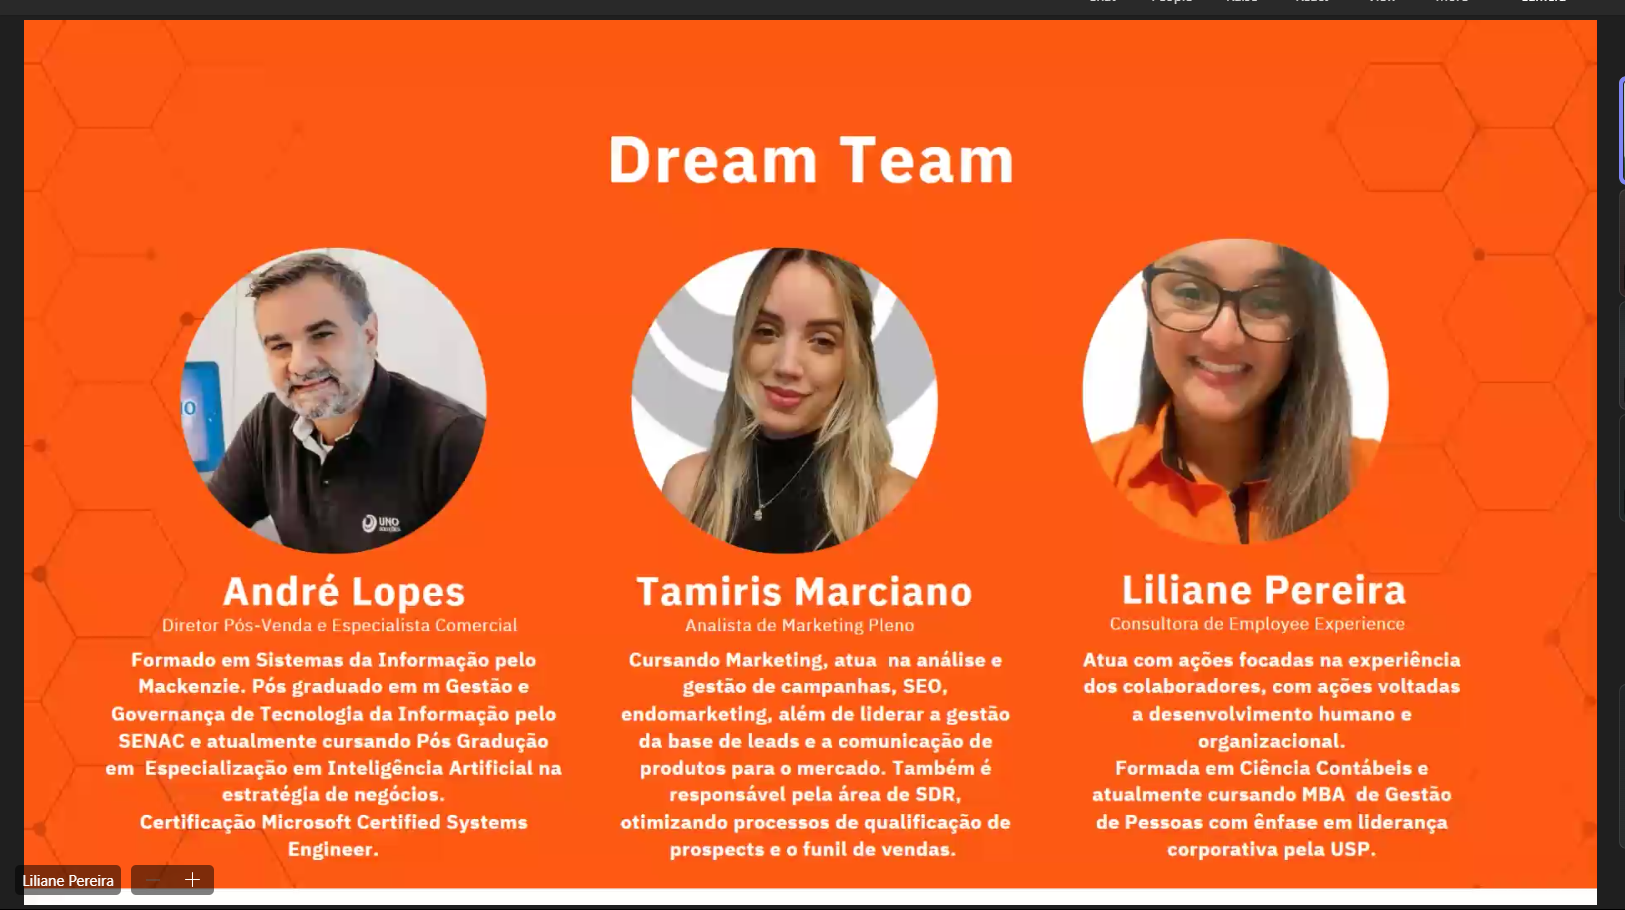 Dream Team
UNO
André Lopes
Diretor Pós-Venda e Especialista Comercial
Formado em Sistemas da Informação pelo
Mackenzie. Pós graduado em m Gestão e
Governança de Tecnologia da Informação pelo
SENAC e atualmente cursando Pós Gradução
em Especialização em Inteligência Artificial na
estratégia de negócios.
Certificação Microsoft Certified Systems
Engineer.
Tamiris Marciano
Analista de Marketing Pleno
Cursando Marketing, atua na análise e
gestão de campanhas, SEO,
endomarketing, além de liderar a gestão
da base de leads e a comunicação de
produtos para o mercado. Também é
responsável pela área de SDR,
otimizando processos de qualificação de
prospects e o funil de vendas.
Liliane Pereira
Consultora de Employee Experience
Atua com ações focadas na experiência
dos colaboradores, com ações voltadas
a desenvolvimento humano e
organizacional.
Formada em Ciência Contábeis e
atualmente cursando MBA de Gestão
de Pessoas com ênfase em liderança
corporativa pela USP.
Liliane Pereira